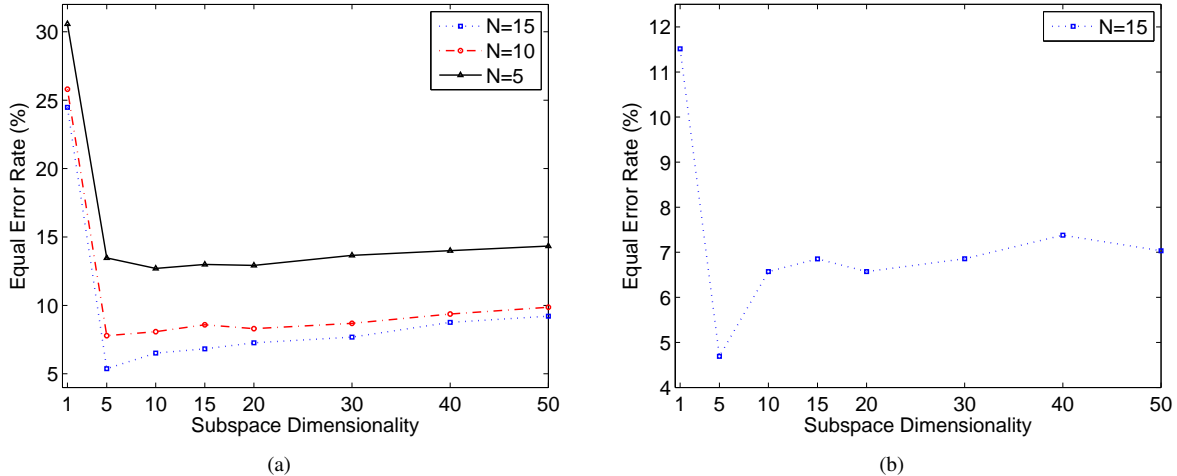 30
25
20
15
10
5
Equal Error Rate (%)
N=15
N=10
N=5
1 5 10 15 20 30 40 50
Subspace Dimensionality
(a)
12
11
10
9
8
7
6
5
4
Equal Error Rate (%)
N=15
1 5 10 15 20 30 40 50
Subspace Dimensionality
(b)